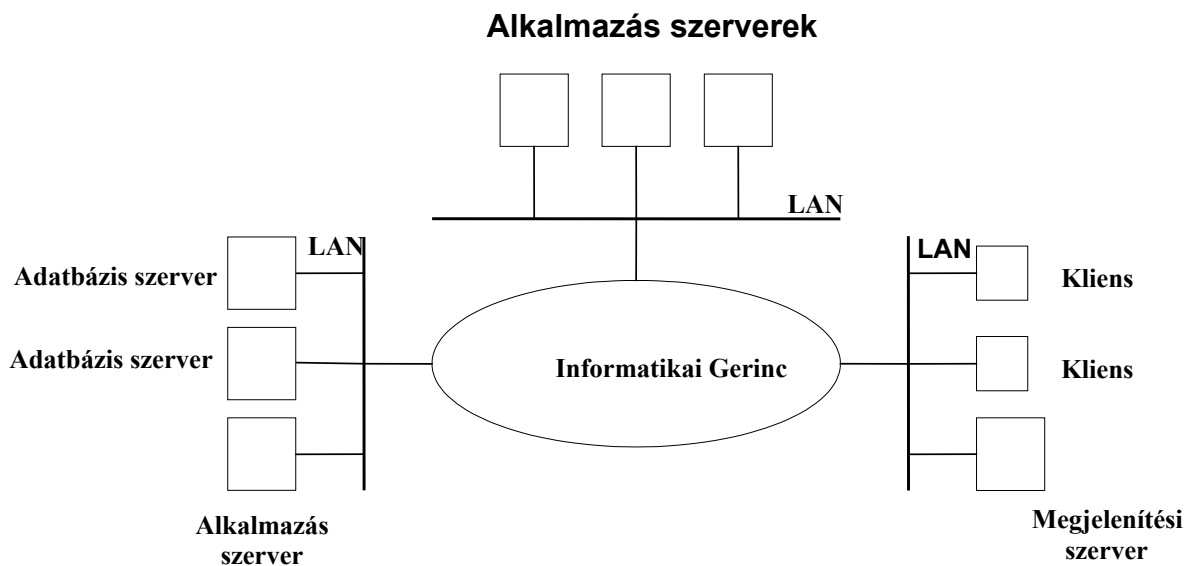 Alkalmazás szerverek
LAN
LAN
LAN
Adatbázis szerver
Kliens
Adatbázis szerver
Informatikai Gerinc
Kliens
Alkalmazás
szerver
Megjelenítési
szerver